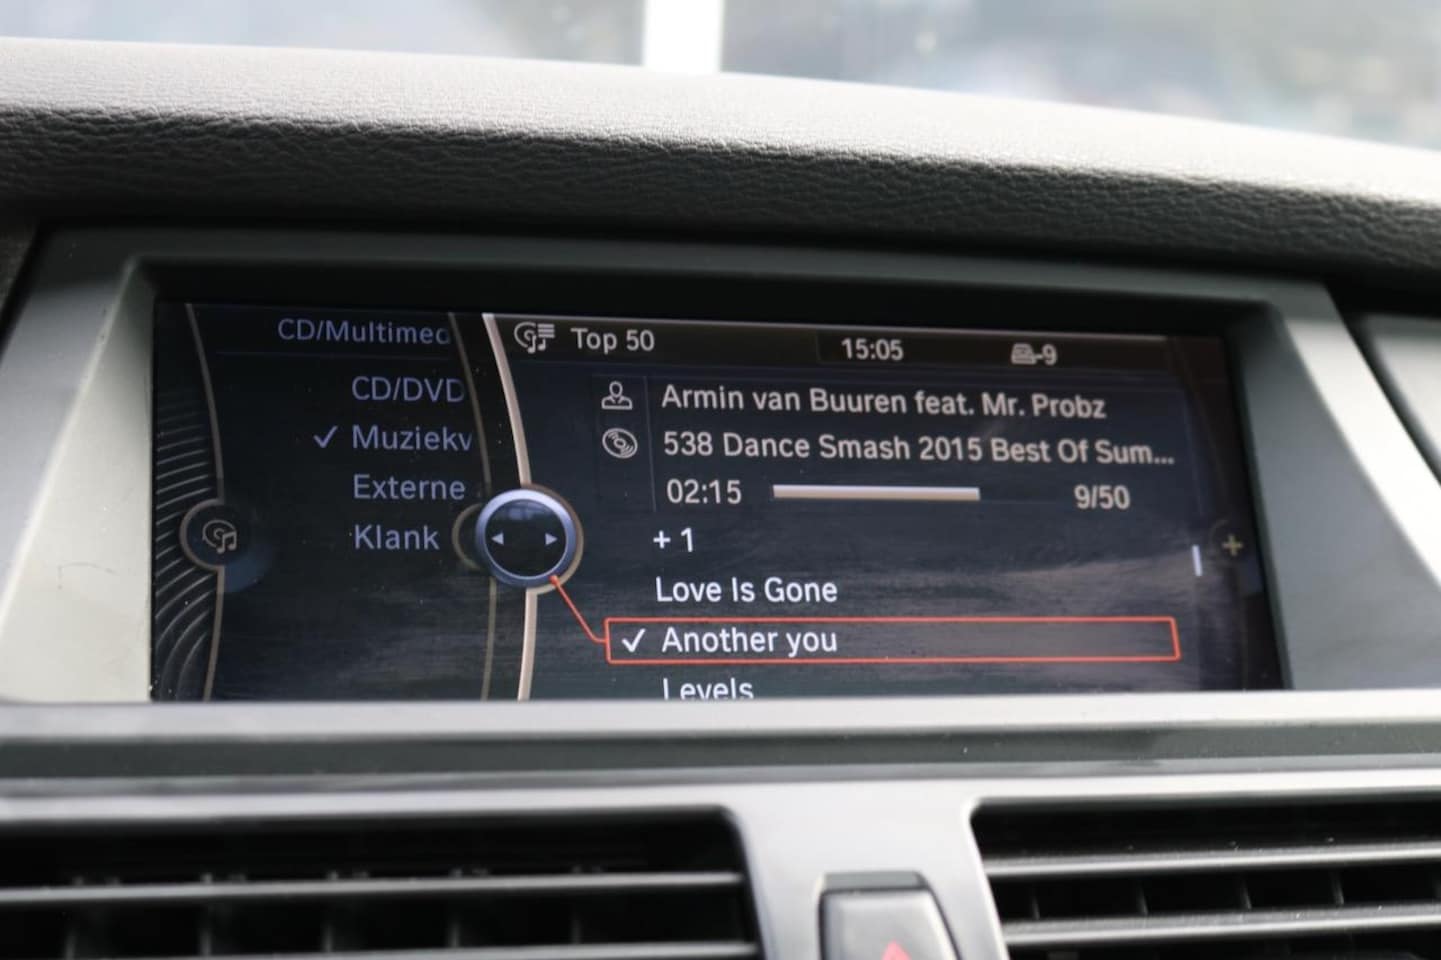 CD/Multimed
CD/DVD
✓ Muziekv
Externe
Klank
Top 50
15:05
-9
Armin van Buuren feat. Mr. Probz
538 Dance Smash 2015 Best Of Sum...
02:15
9/50
+ 1
Love Is Gone
✓ Another you
Levels